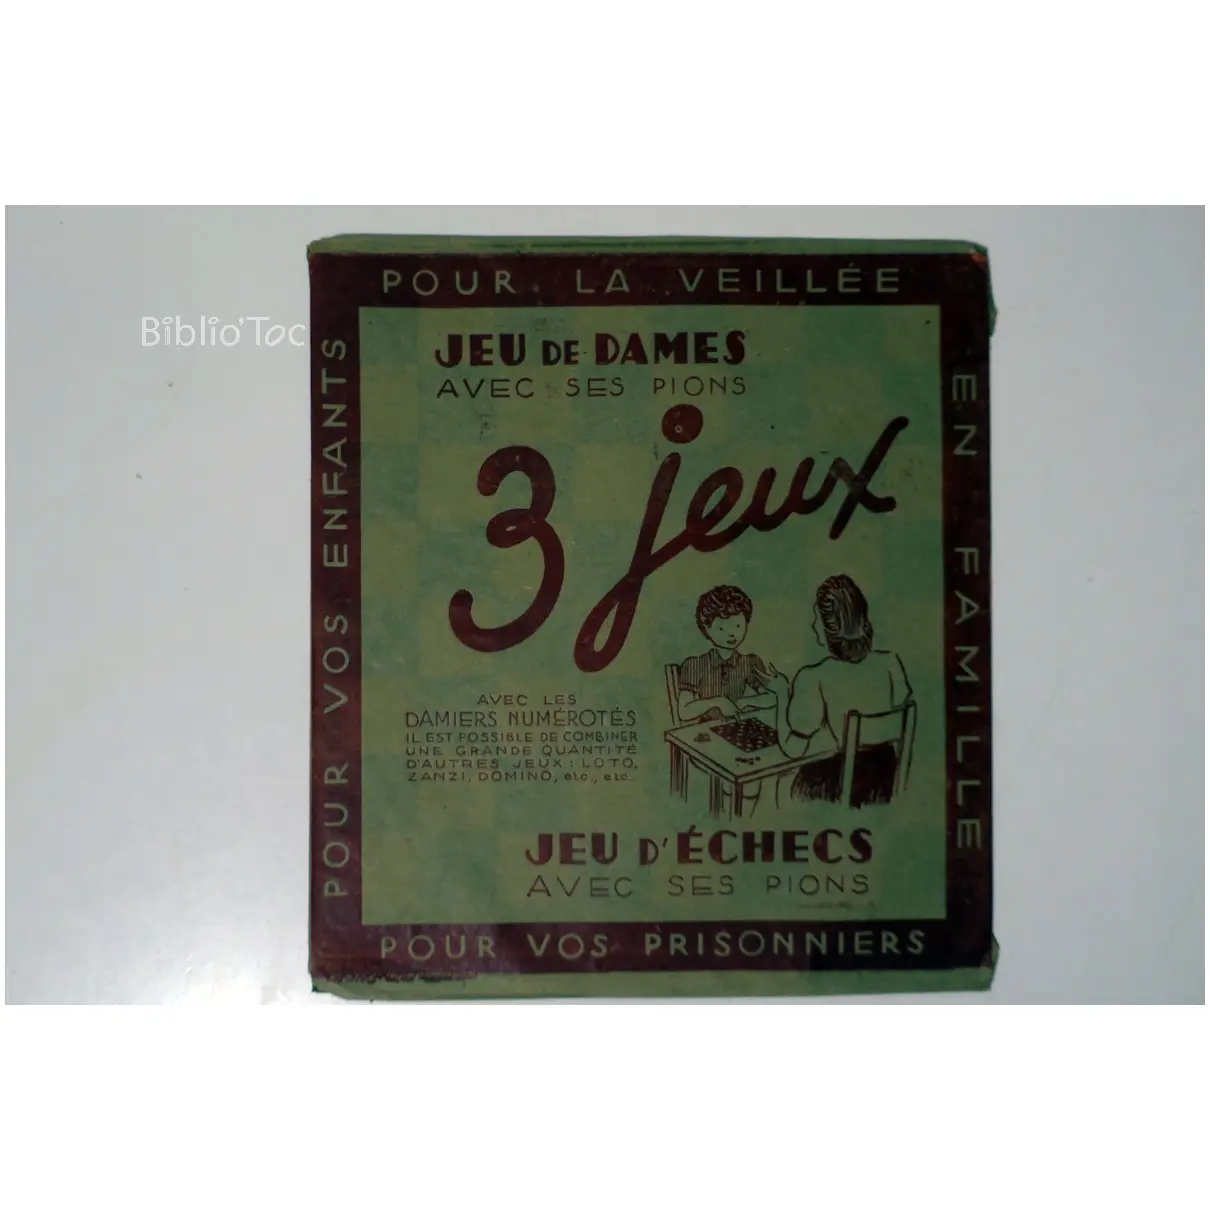 POUR LA VEILLÉE
Biblio'Toc
POUR VOS ENFANTS
EN FAMILLE
JEU DE DAMES
AVEC SES PIONS
3 jeux
AVEC LES
DAMIERS NUMÉROTÉS
IL EST POSSIBLE DE COMBINER
UNE GRANDE QUANTITÉ
D'AUTRES JEUX : LOTO,
ZANZI, DOMINO, etc., etc.
JEU D'ÉCHECS
AVEC SES PIONS
POUR VOS PRISONNIERS